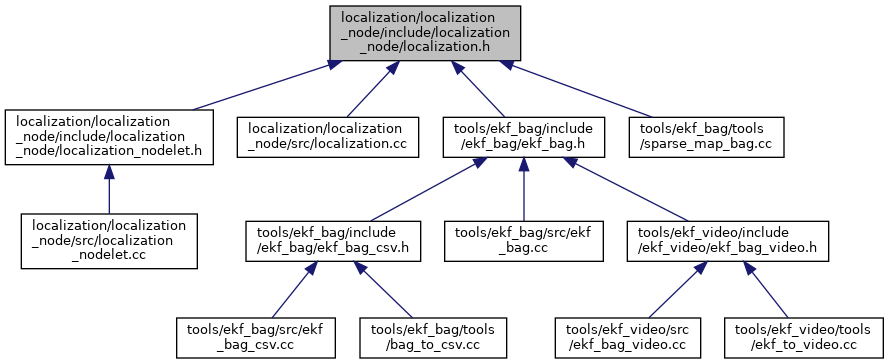 localization/localization
_node/include/localization
_node/localization.h
localization/localization
_node/include/localization
_node/localization_nodelet.h
localization/localization
_node/src/localization.cc
tools/ekf_bag/include
/ekf_bag/ekf_bag.h
tools/ekf_bag/tools
/sparse_map_bag.cc
localization/localization
_node/src/localization
_nodelet.cc
tools/ekf_bag/include
/ekf_bag/ekf_bag_csv.h
tools/ekf_bag/src/ekf
_bag.cc
tools/ekf_video/include
/ekf_video/ekf_bag_video.h
tools/ekf_bag/src/ekf
_bag_csv.cc
tools/ekf_bag/tools
/bag_to_csv.cc
tools/ekf_video/src
/ekf_bag_video.cc
tools/ekf_video/tools
/ekf_to_video.cc